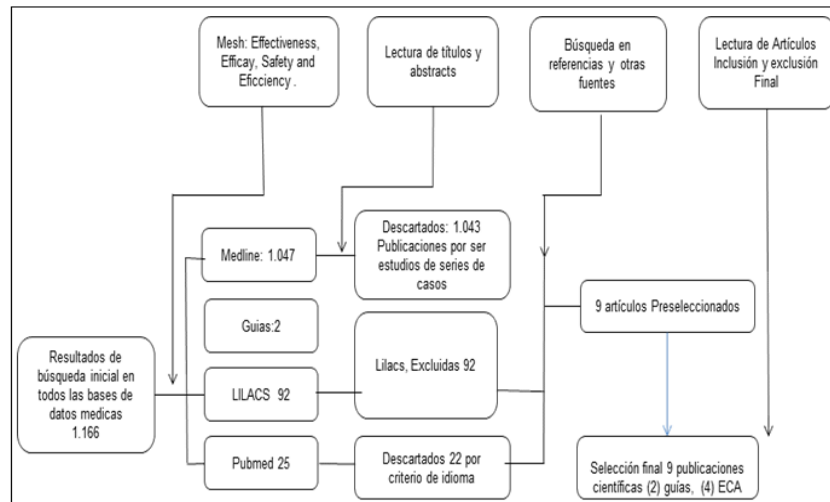 Mesh: Effectiveness,
Efficay, Safety and
Eficciency .
Lectura de títulos y
abstracts
Búsqueda en
referencias y otras
fuentes
Lectura de Artículos
Inclusión y exclusión
Final
Medline: 1.047
Descartados: 1.043
Publicaciones por ser
estudios de series de
casos
9 artículos Preseleccionados
Guias:2
Resultados de
búsqueda inicial en
todos las bases de
datos medicas
1.166
LILACS 92
Lilacs, Excluidas 92
Pubmed 25
Descartados 22 por
criterio de idioma
Selección final 9 publicaciones
científicas (2) guías, (4) ECA